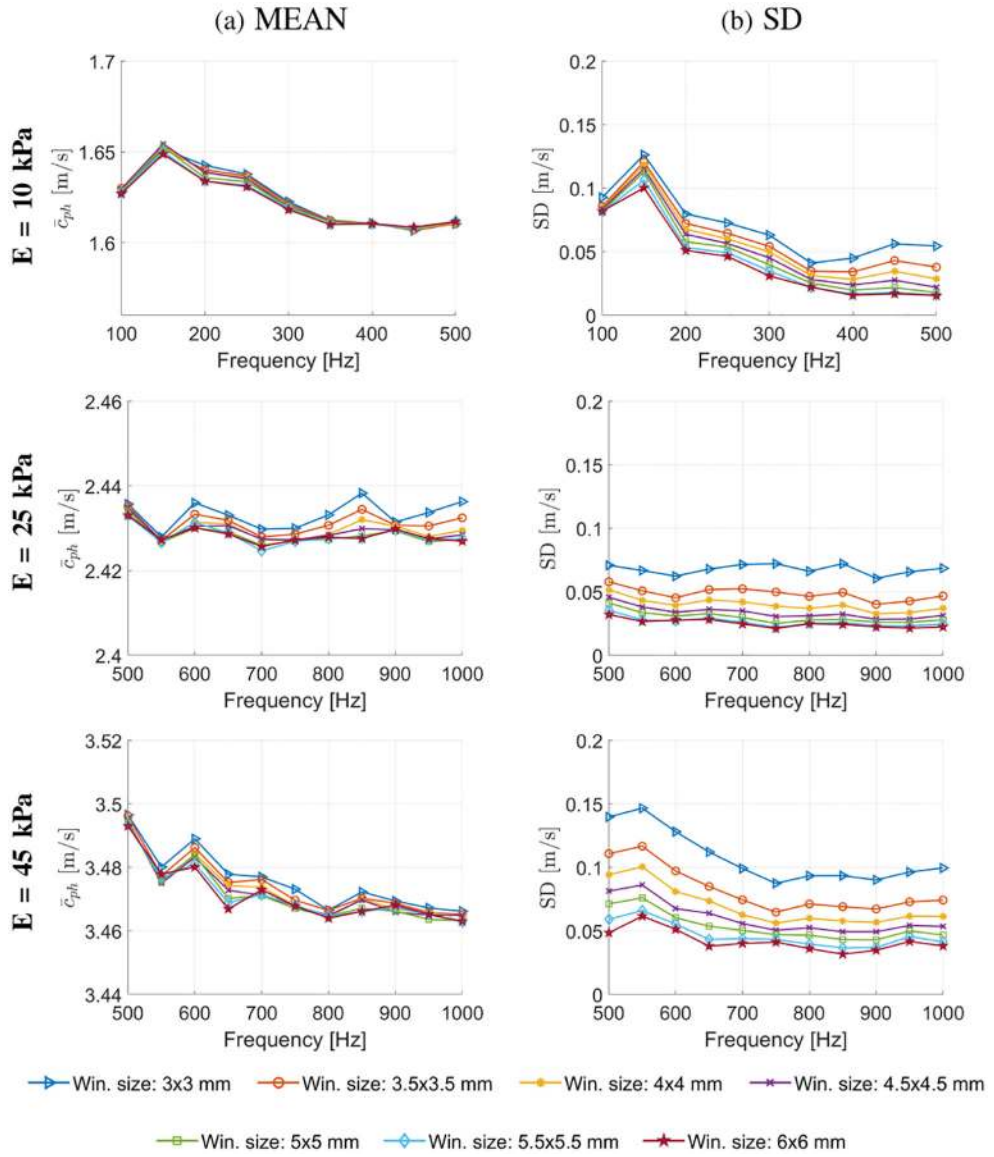 (a) MEAN (b) SD
E = 10 kPa
1.7
1.65
1.6
c̄ph [m/s]
100 200 300 400 500
Frequency [Hz]
0.2
0.15
0.1
0.05
0
SD [m/s]
100 200 300 400 500
Frequency [Hz]
E = 25 kPa
2.46
2.44
2.42
2.4
c̄ph [m/s]
500 600 700 800 900 1000
Frequency [Hz]
0.2
0.15
0.1
0.05
0
SD [m/s]
500 600 700 800 900 1000
Frequency [Hz]
E = 45 kPa
3.52
3.5
3.48
3.46
3.44
c̄ph [m/s]
500 600 700 800 900 1000
Frequency [Hz]
0.2
0.15
0.1
0.05
0
SD [m/s]
500 600 700 800 900 1000
Frequency [Hz]
Win. size: 3x3 mm Win. size: 3.5x3.5 mm Win. size: 4x4 mm Win. size: 4.5x4.5 mm
Win. size: 5x5 mm Win. size: 5.5x5.5 mm Win. size: 6x6 mm